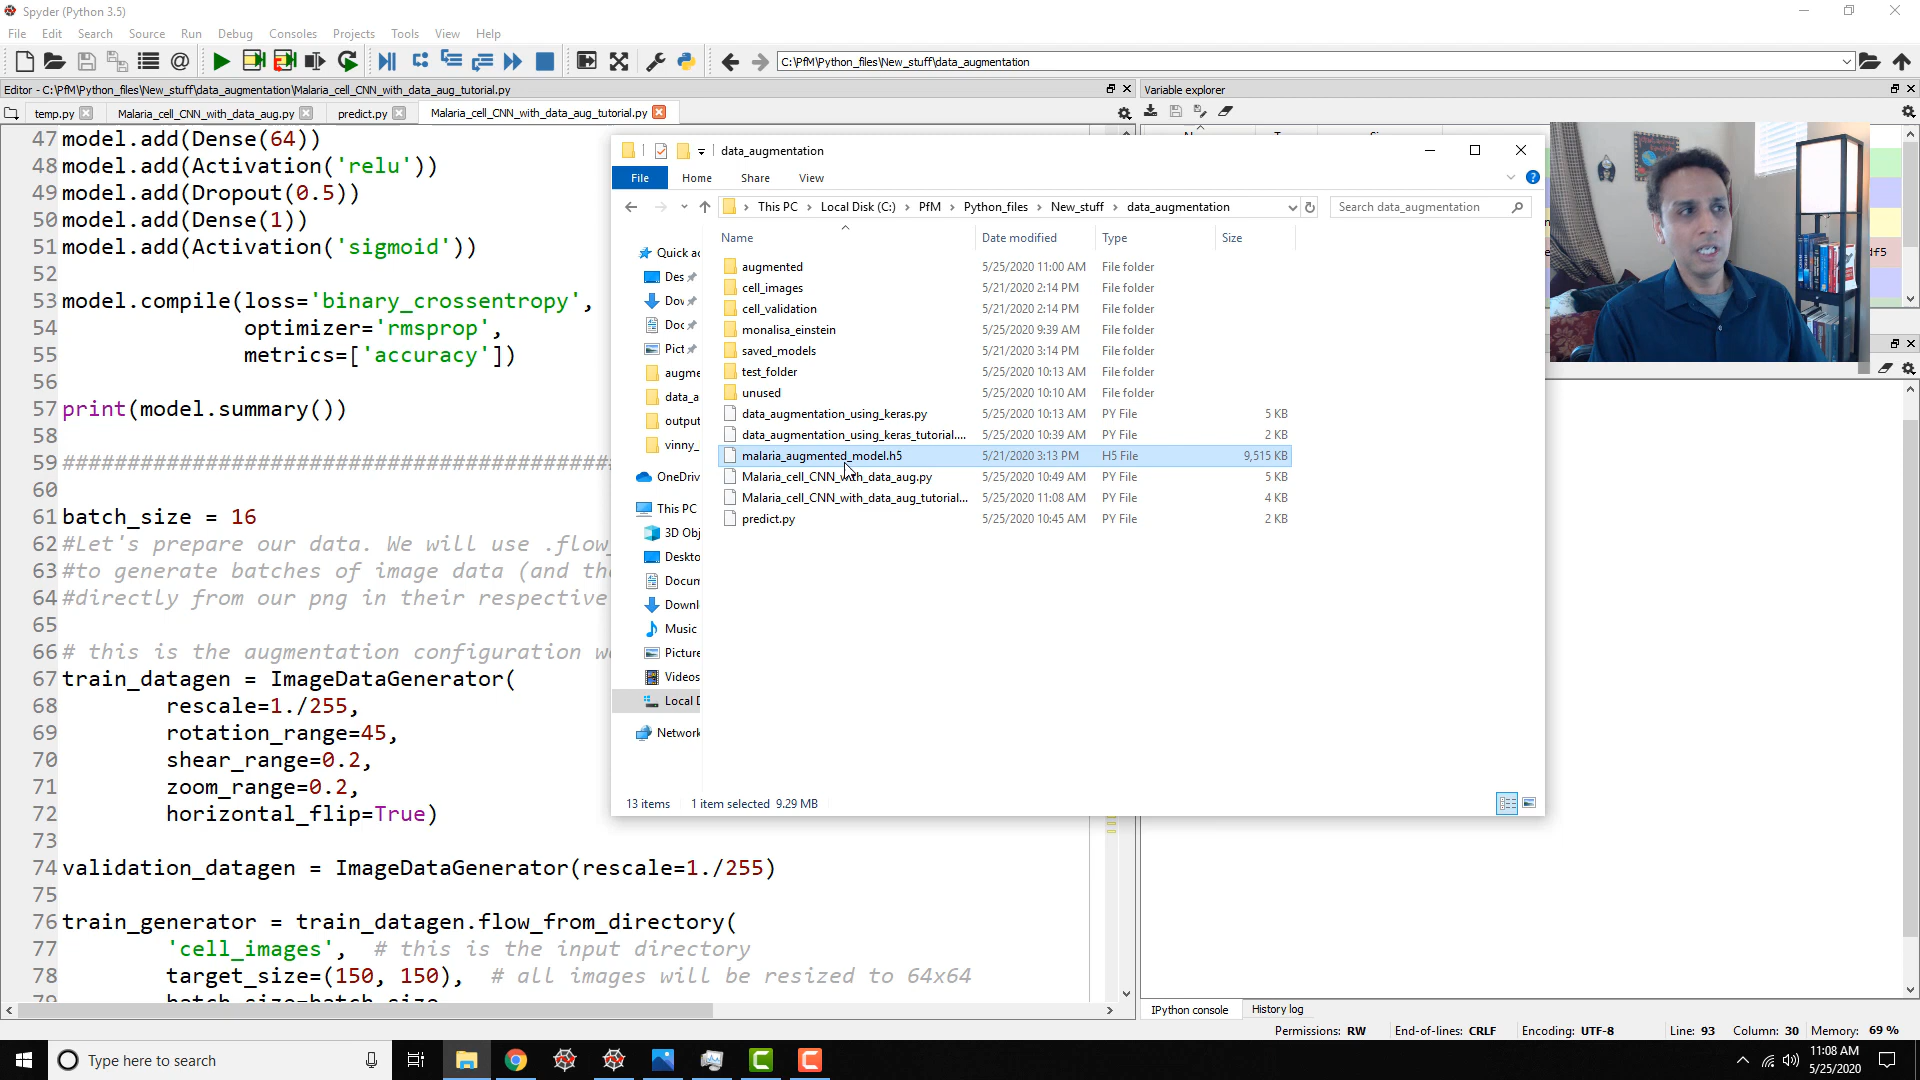 Spyder (Python 3.5)
File Edit Search Source Run Debug Consoles Projects Tools View Help
C:\PfM\Python_files\New_stuff\data_augmentation
Editor - C:\PfM\Python_files\New_stuff\data_augmentation\Malaria_cell_CNN_with_data_aug_tutorial.py
Variable explorer
temp.py Malaria_cell_CNN_with_data_aug.py predict.py Malaria_cell_CNN_with_data_aug_tutorial.py
47 model.add(Dense(64))
48 model.add(Activation('relu'))
49 model.add(Dropout(0.5))
50 model.add(Dense(1))
51 model.add(Activation('sigmoid'))
52
53 model.compile(loss='binary_crossentropy',
54 optimizer='rmsprop',
55 metrics=['accuracy'])
56
57 print(model.summary())
58
59 ##########################################
60
61 batch_size = 16
62 #Let's prepare our data. We will use .flow_
63 #to generate batches of image data (and the
64 #directly from our png in their respective
65
66 # this is the augmentation configuration w
67 train_datagen = ImageDataGenerator(
68 rescale=1./255,
69 rotation_range=45,
70 shear_range=0.2,
71 zoom_range=0.2,
72 horizontal_flip=True)
73
74 validation_datagen = ImageDataGenerator(rescale=1./255)
75
76 train_generator = train_datagen.flow_from_directory(
77 'cell_images', # this is the input directory
78 target_size=(150, 150), # all images will be resized to 64x64
79 batch_size=batch_size
data_augmentation
File Home Share View
This PC Local Disk (C:) PfM Python_files New_stuff data_augmentation
Search data_augmentation
Name Date modified Type Size
augmented 5/25/2020 11:00 AM File folder
cell_images 5/21/2020 2:14 PM File folder
cell_validation 5/21/2020 2:14 PM File folder
monalisa_einstein 5/25/2020 9:39 AM File folder
saved_models 5/21/2020 3:14 PM File folder
test_folder 5/25/2020 10:13 AM File folder
unused 5/25/2020 10:10 AM File folder
data_augmentation_using_keras.py 5/25/2020 10:13 AM PY File 5 KB
data_augmentation_using_keras_tutorial.... 5/25/2020 10:39 AM PY File 2 KB
malaria_augmented_model.h5 5/21/2020 3:13 PM H5 File 9,515 KB
Malaria_cell_CNN_with_data_aug.py 5/25/2020 10:49 AM PY File 5 KB
Malaria_cell_CNN_with_data_aug_tutorial... 5/25/2020 11:08 AM PY File 4 KB
predict.py 5/25/2020 10:45 AM PY File 2 KB
Quick ac
Des
Dov
Doc
Pict
augme
data_a
output
vinny_
OneDriv
This PC
3D Obj
Deskto
Docum
Downl
Music
Picture
Videos
Local D
Network
13 items 1 item selected 9.29 MB
df5
IPython console History log
Permissions: RW End-of-lines: CRLF Encoding: UTF-8 Line: 93 Column: 30 Memory: 69 %
Type here to search
11:08 AM
5/25/2020